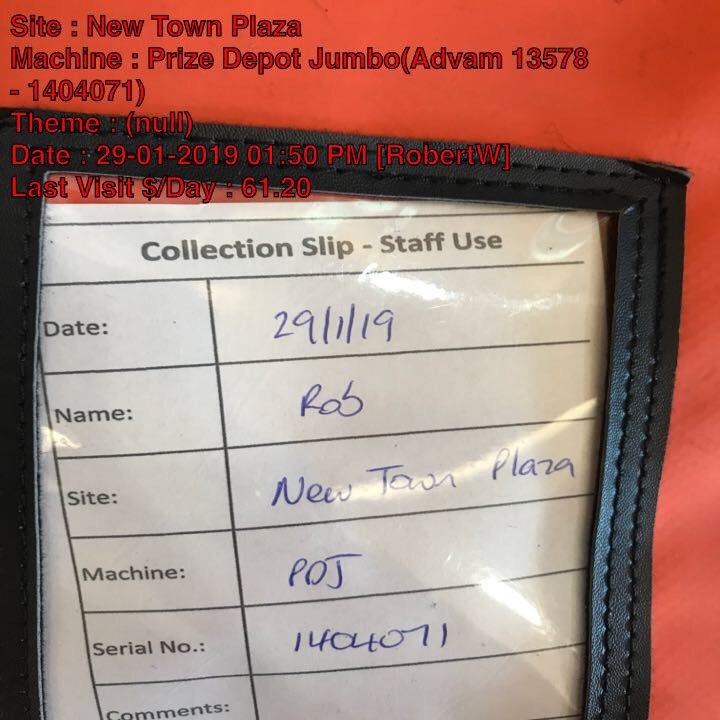 Site : New Town Plaza
Machine : Prize Depot Jumbo(Advam 13578
- 1404071)
Theme : (null)
Date : 29-01-2019 01:50 PM [RobertW]
Last Visit $/Day : 61.20
Collection Slip - Staff Use
Date: 29/1/19
Name: Rob
Site: New Town Plaza
Machine: PDJ
Serial No.: 1404071
Comments: